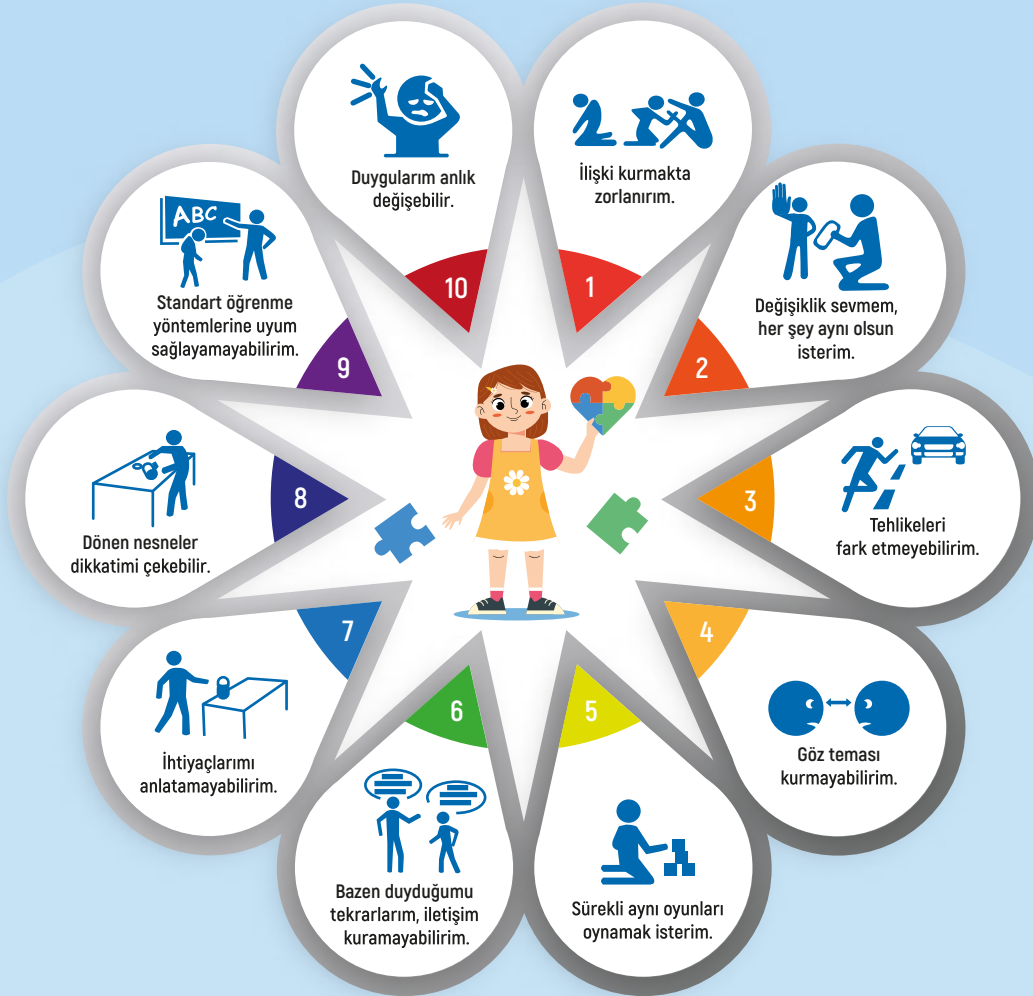 1
İlişki kurmakta
zorlanırım.
2
Değişiklik sevmem,
her şey aynı olsun
isterim.
3
Tehlikeleri
fark etmeyebilirim.
4
Göz teması
kurmayabilirim.
5
Sürekli aynı oyunları
oynamak isterim.
6
Bazen duyduğumu
tekrarlarım, iletişim
kuramayabilirim.
7
İhtiyaçlarımı
anlatamayabilirim.
8
Dönen nesneler
dikkatimi çekebilir.
9
ABC
Standart öğrenme
yöntemlerine uyum
sağlayamayabilirim.
10
Duygularım anlık
değişebilir.